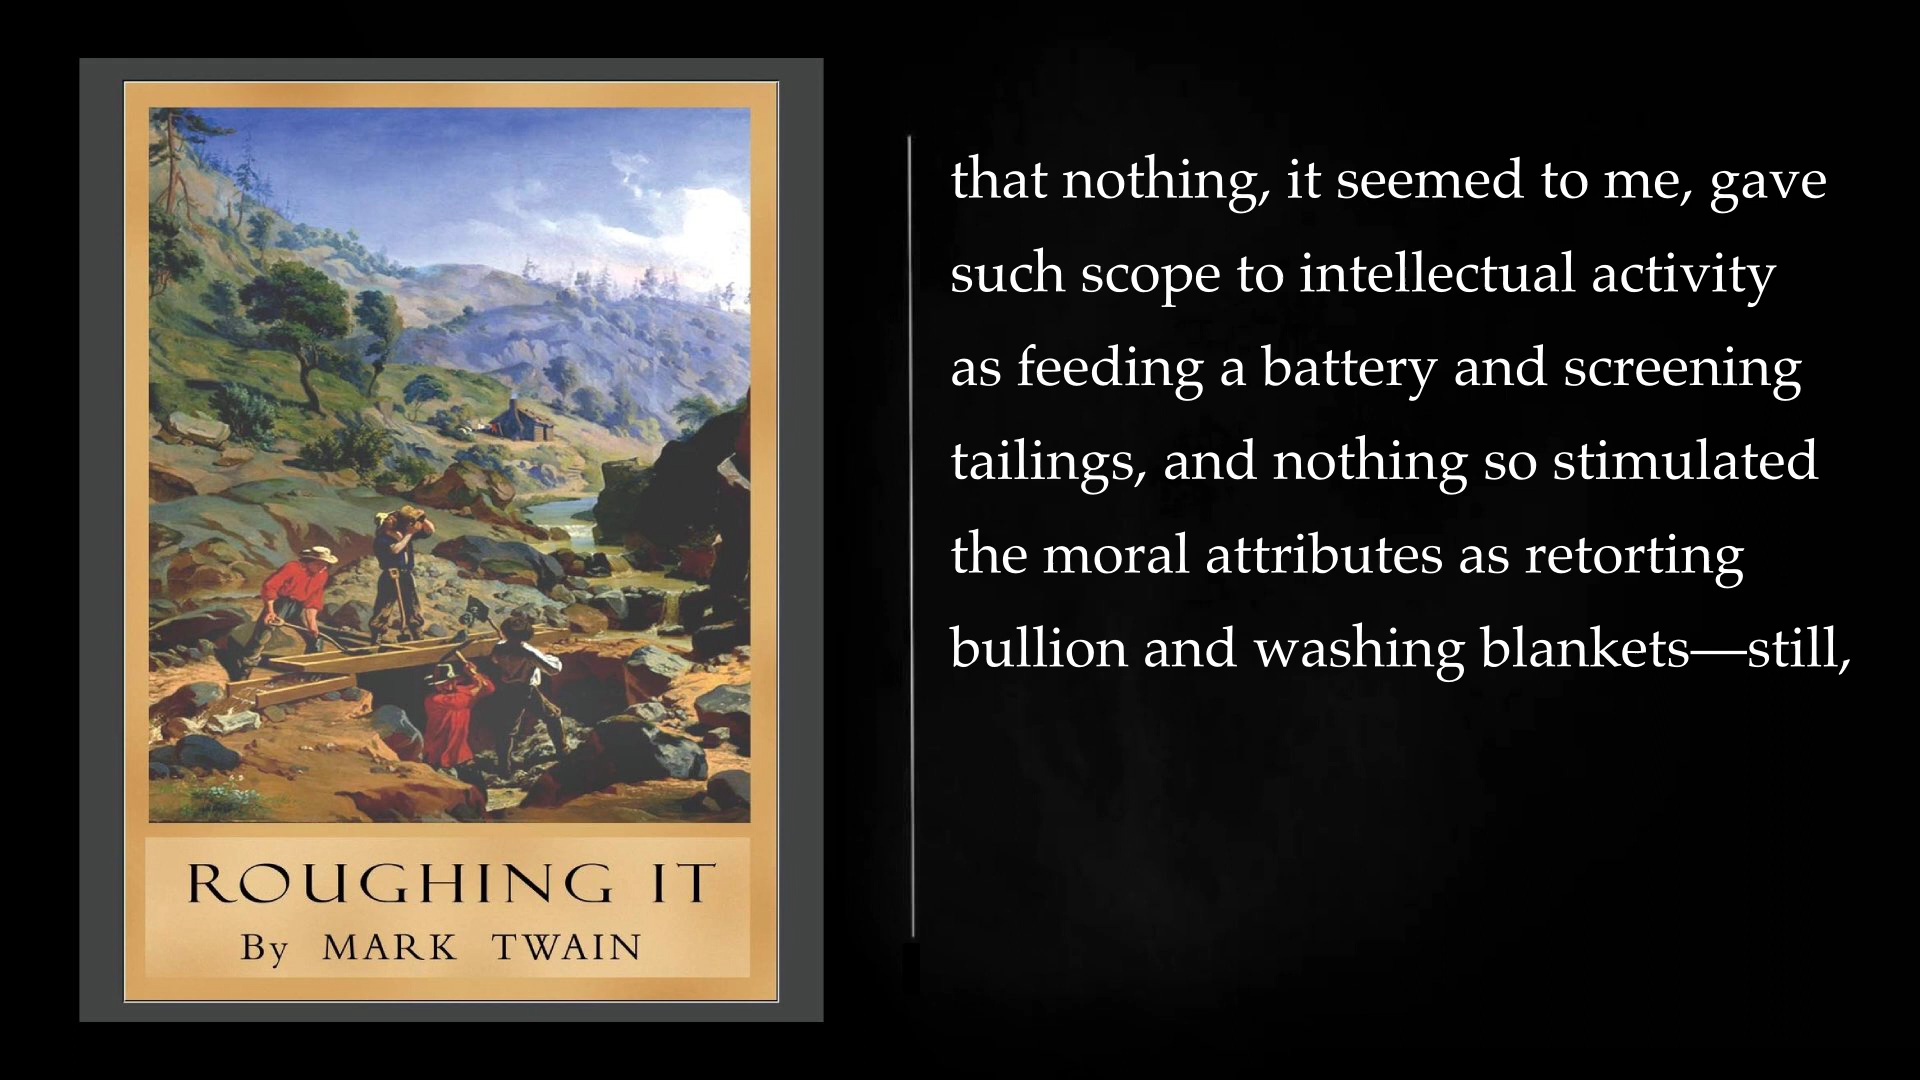 ROUGHING IT
By MARK TWAIN
that nothing, it seemed to me, gave
such scope to intellectual activity
as feeding a battery and screening
tailings, and nothing so stimulated
the moral attributes as retorting
bullion and washing blankets—still,